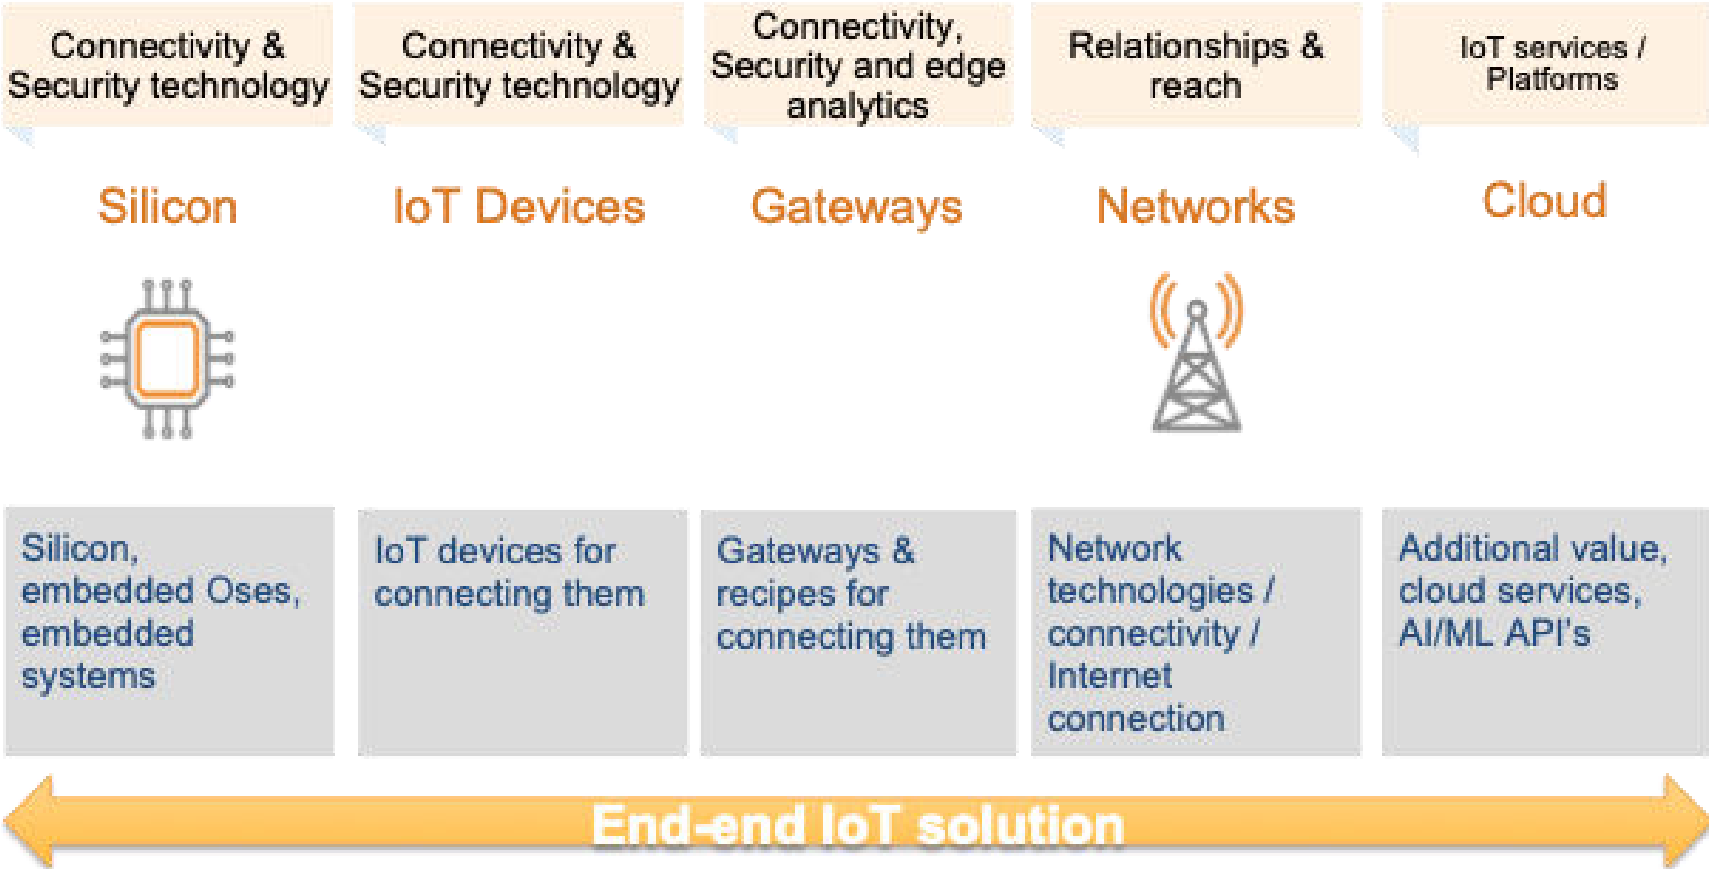 Connectivity &
Security technology
Connectivity &
Security technology
Connectivity,
Security and edge
analytics
Relationships &
reach
IoT services /
Platforms
Silicon
IoT Devices
Gateways
Networks
Cloud
Silicon,
embedded Oses,
embedded
systems
IoT devices for
connecting them
Gateways &
recipes for
connecting them
Network
technologies /
connectivity /
Internet
connection
Additional value,
cloud services,
AI/ML API's
End-end IoT solution